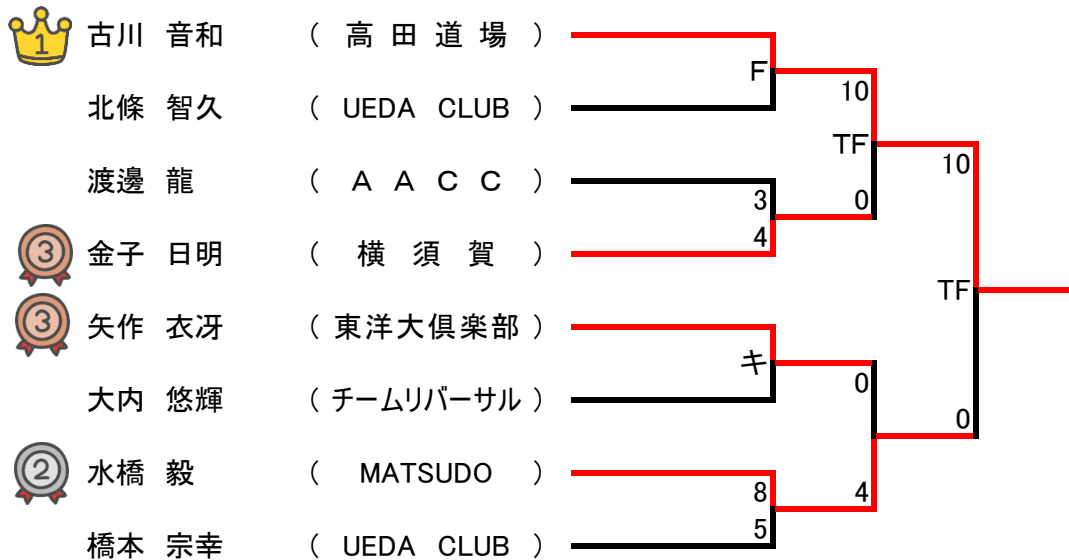 1 古川 音和 ( 高 田 道 場 )
F
10
北條 智久 ( UEDA CLUB )
TF
10
渡邊 龍 ( A A C C )
3
0
4
3 金子 日明 ( 横 須 賀 )
TF
3 矢作 衣冴 ( 東洋大倶楽部 )
キ
0
大内 悠輝 ( チームリバーサル )
0
2 水橋 毅 ( MATSUDO )
8
4
5
橋本 宗幸 ( UEDA CLUB )